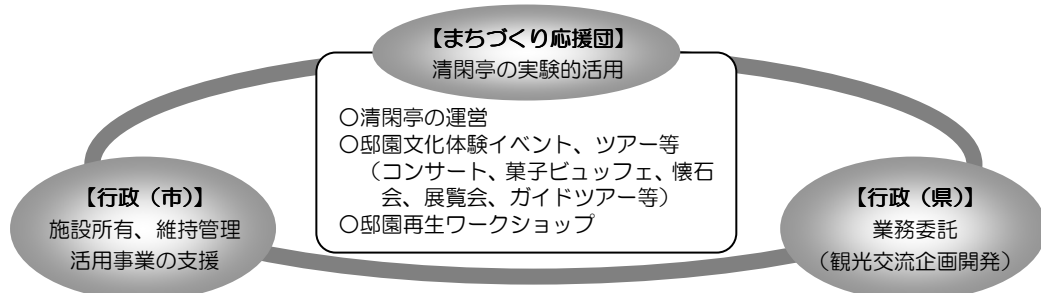 【まちづくり応援団】
清閑亭の実験的活用
〇清閑亭の運営
〇邸園文化体験イベント、ツアー等
（コンサート、菓子ビュッフェ、懐石
会、展覧会、ガイドツアー等）
〇邸園再生ワークショップ
【行政（市）】
施設所有、維持管理
活用事業の支援
【行政（県）】
業務委託
（観光交流企画開発）